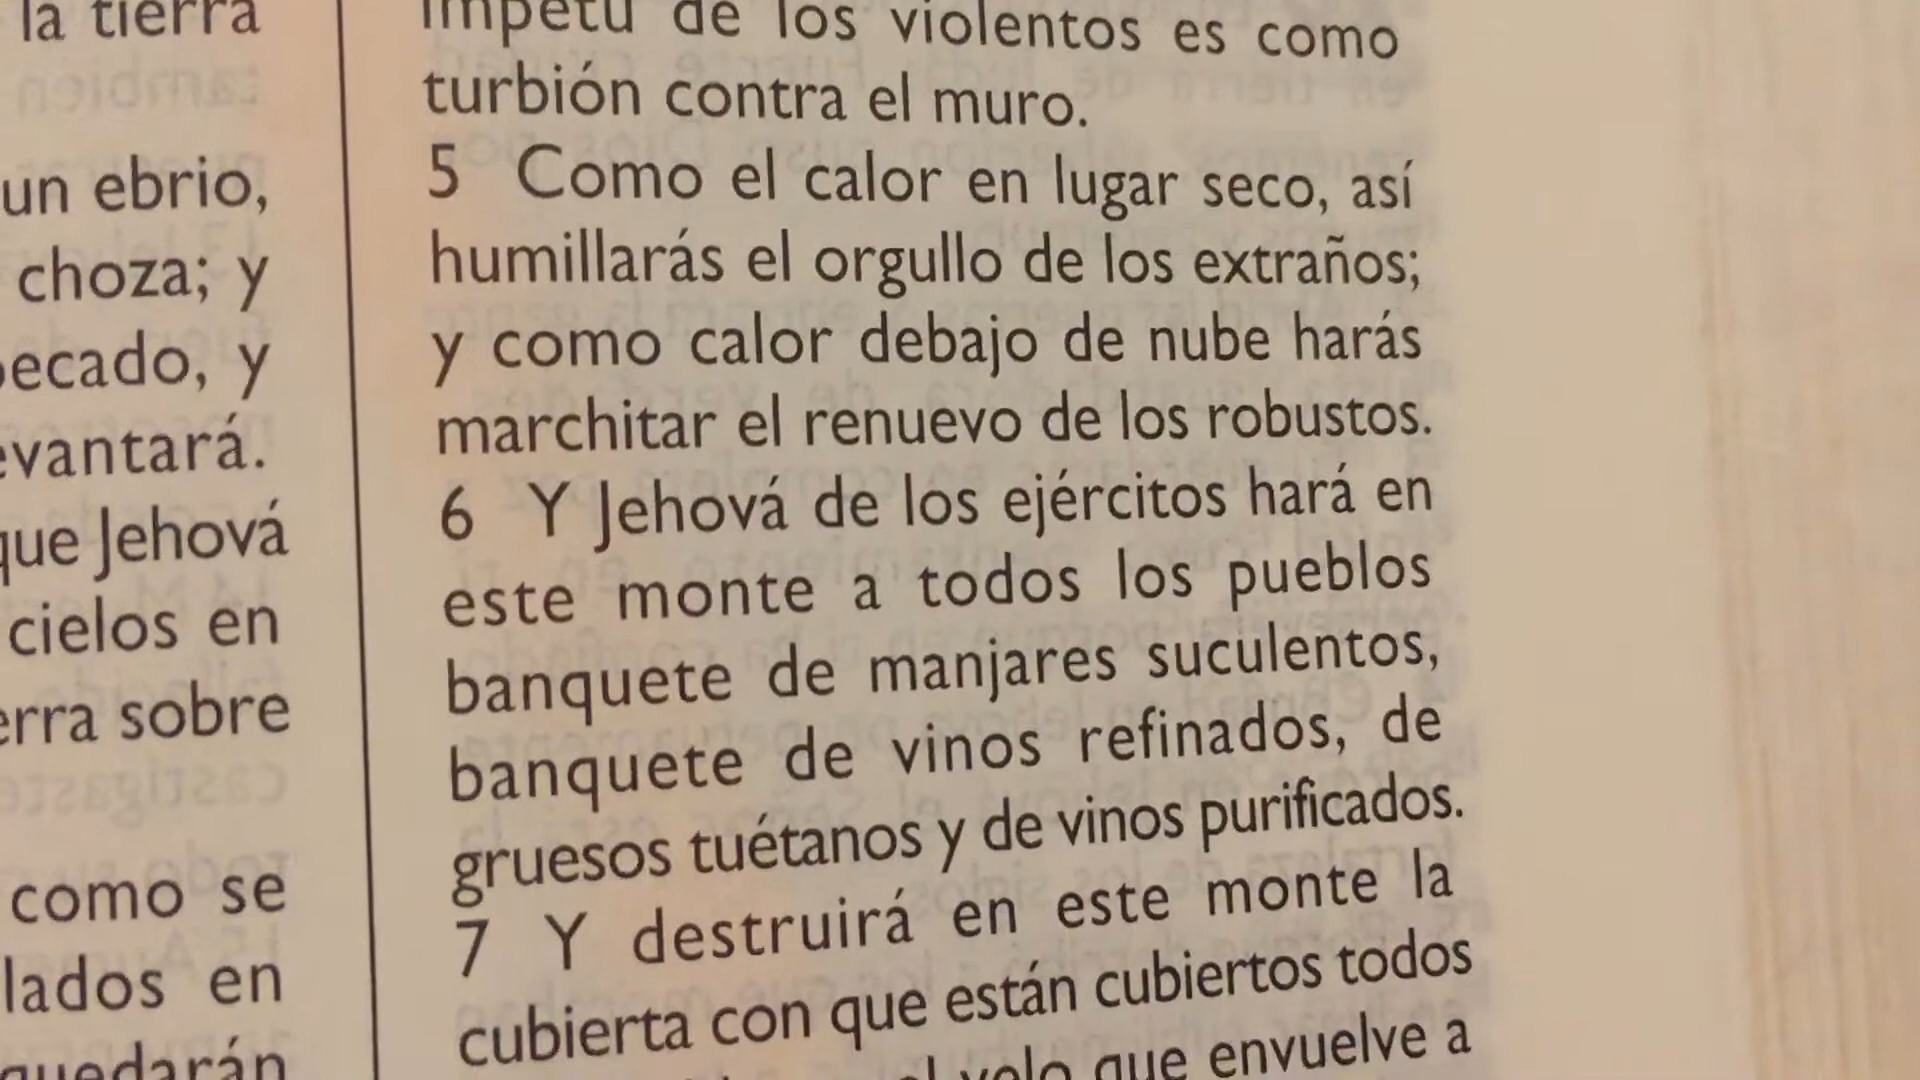 la tierra
un ebrio,
choza; y
ecado, y
vantará.
que Jehová
cielos en
erra sobre
como se
lados en
quedarán
ímpetu de los violentos es como
turbión contra el muro.
5 Como el calor en lugar seco, así
humillarás el orgullo de los extraños;
y como calor debajo de nube harás
marchitar el renuevo de los robustos.
6 Y Jehová de los ejércitos hará en
este monte a todos los pueblos
banquete de manjares suculentos,
banquete de vinos refinados, de
gruesos tuétanos y de vinos purificados.
7 Y destruirá en este monte la
cubierta con que están cubiertos todos
el velo que envuelve a